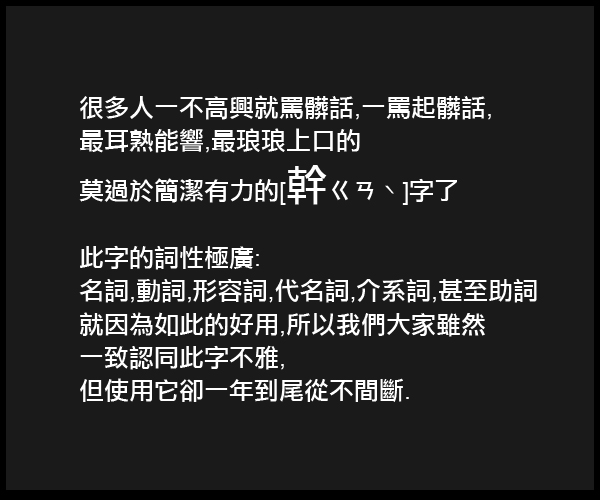 很多人一不高興就罵髒話,一罵起髒話,
最耳熟能響,最琅琅上口的
莫過於簡潔有力的[幹ㄍㄢˋ]字了
此字的詞性極廣:
名詞,動詞,形容詞,代名詞,介系詞,甚至助詞
就因為如此的好用,所以我們大家雖然
一致認同此字不雅,
但使用它卻一年到尾從不間斷.